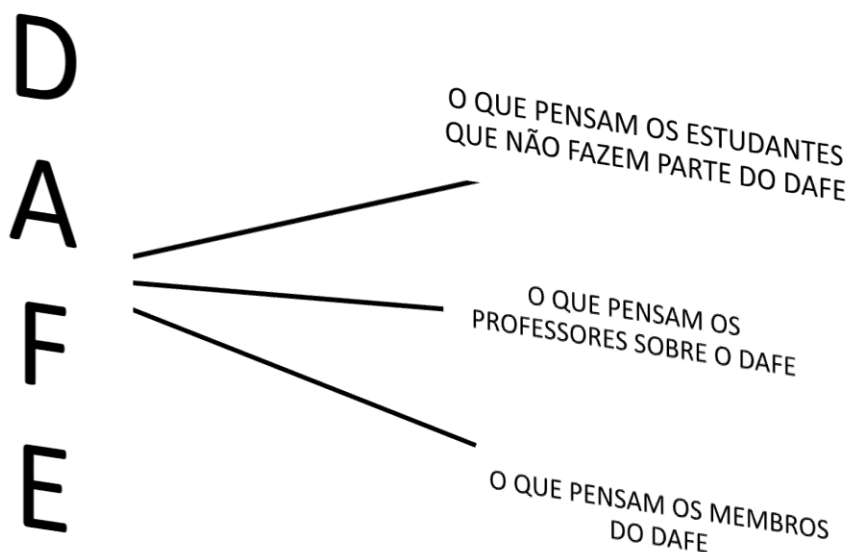 D
A
F
E
O QUE PENSAM OS ESTUDANTES
QUE NÃO FAZEM PARTE DO DAFE
O QUE PENSAM OS
PROFESSORES SOBRE O DAFE
O QUE PENSAM OS MEMBROS
DO DAFE